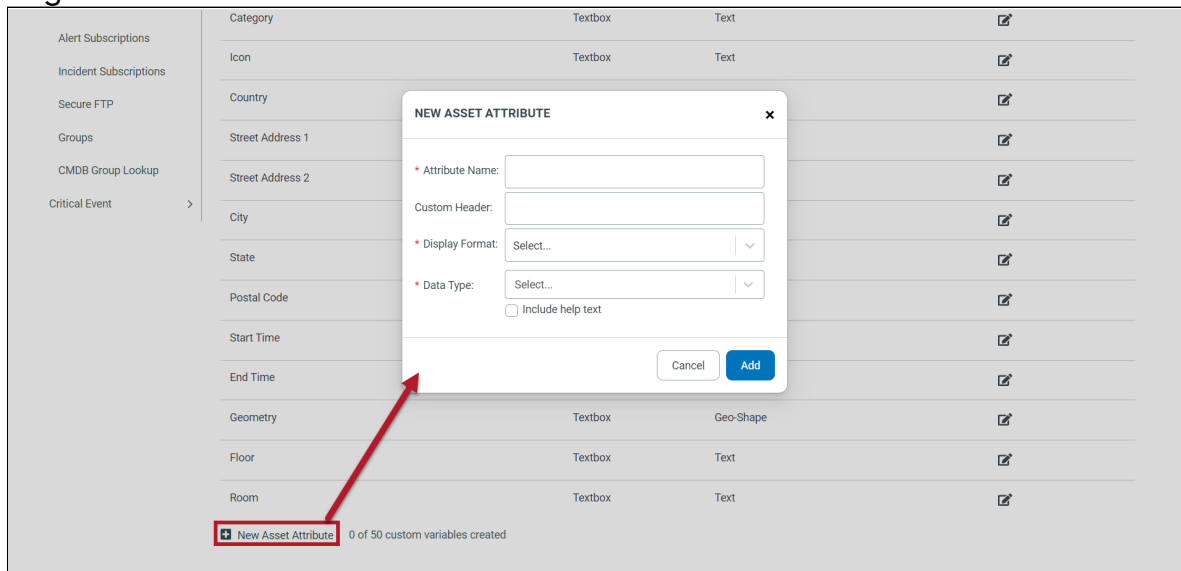 Category Textbox Text
Alert Subscriptions
Icon Textbox Text
Incident Subscriptions
Secure FTP
Country
NEW ASSET ATTRIBUTE ×
Groups
Street Address 1
* Attribute Name:
CMDB Group Lookup
Street Address 2
Critical Event >
Custom Header:
City
* Display Format: Select...
State
* Data Type: Select...
Postal Code
Include help text
Start Time
Cancel Add
End Time
Geometry Textbox Geo-Shape
Floor Textbox Text
Room Textbox Text
New Asset Attribute 0 of 50 custom variables created